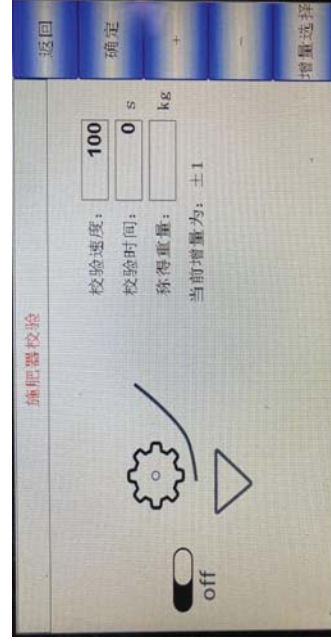 施肥器校验
校验速度： 100
校验时间： 0 s
称得重量： kg
当前增量为： ±1
off
返回
确定
+
-
增量选择